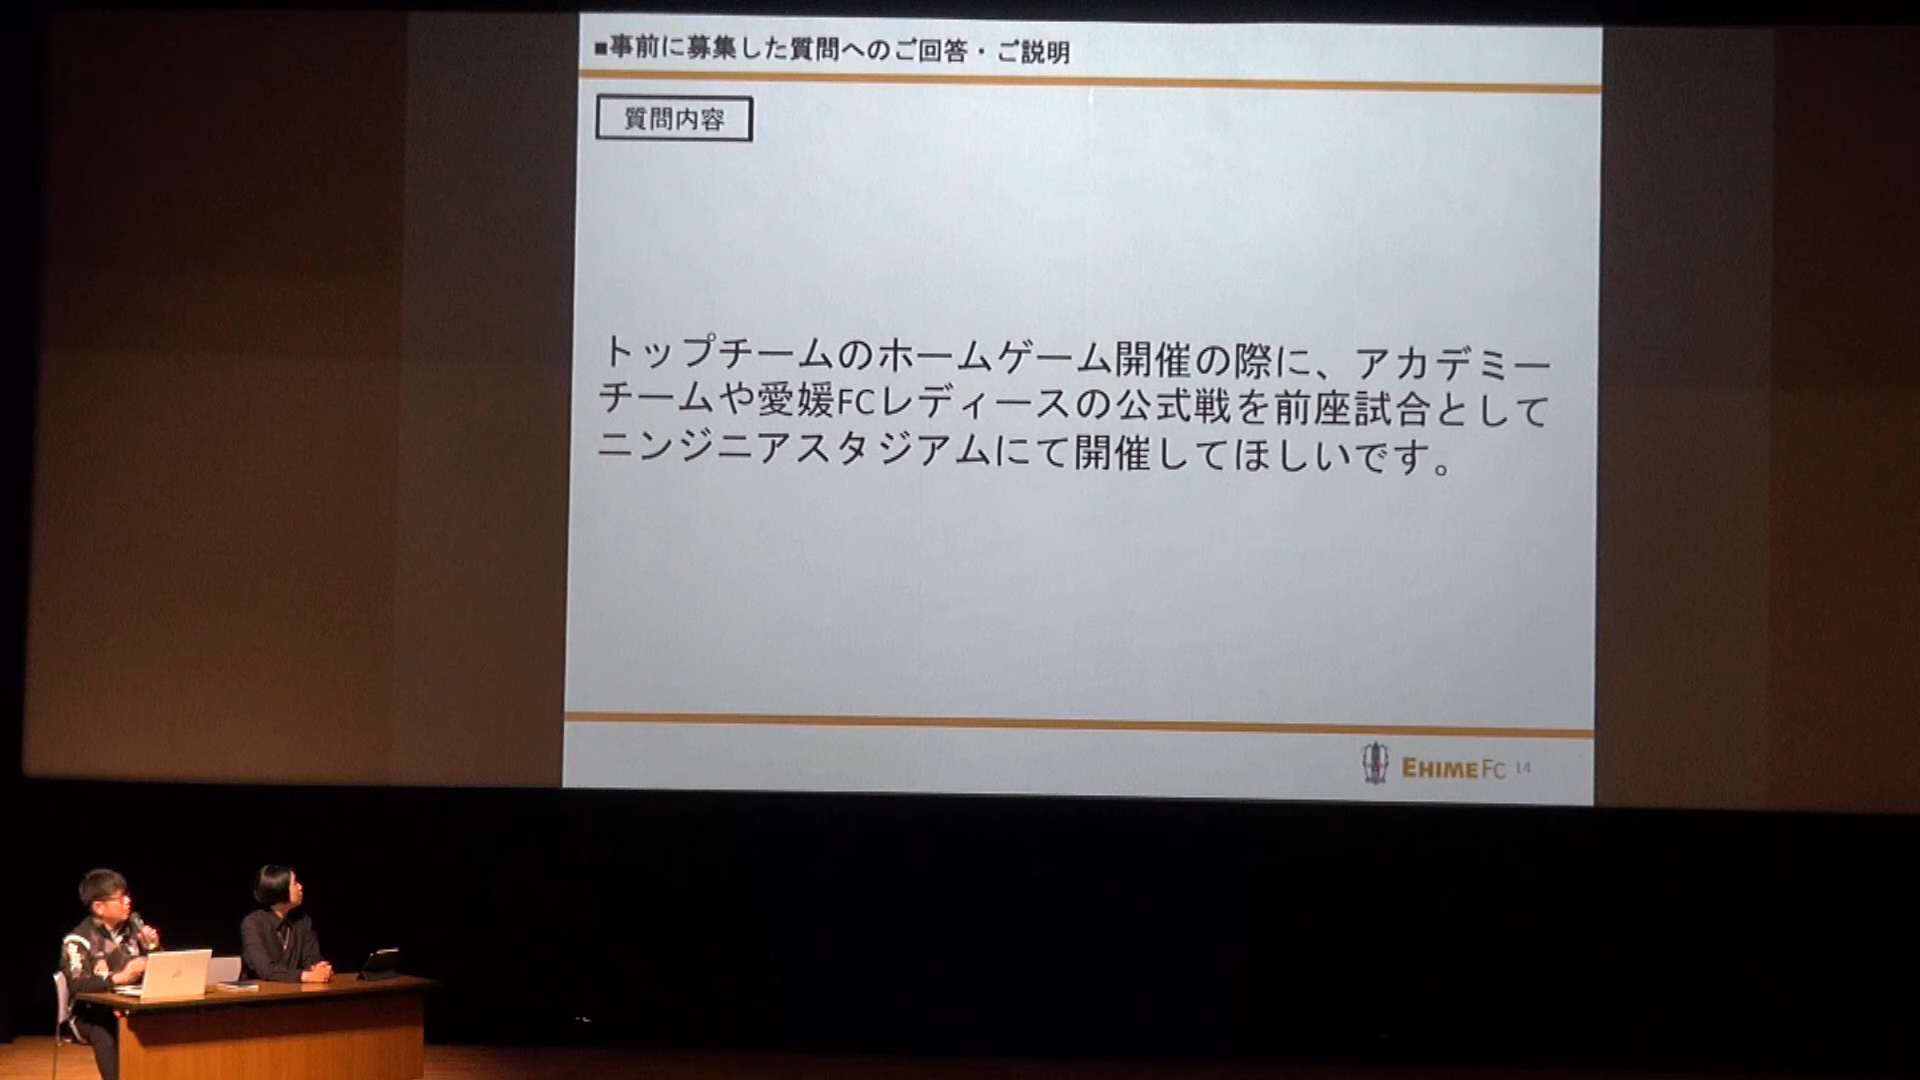 ■事前に募集した質問へのご回答・ご説明
質問内容
トップチームのホームゲーム開催の際に、アカデミー
チームや愛媛FCレディースの公式戦を前座試合として
ニンジニアスタジアムにて開催してほしいです。
EHIME FC 14